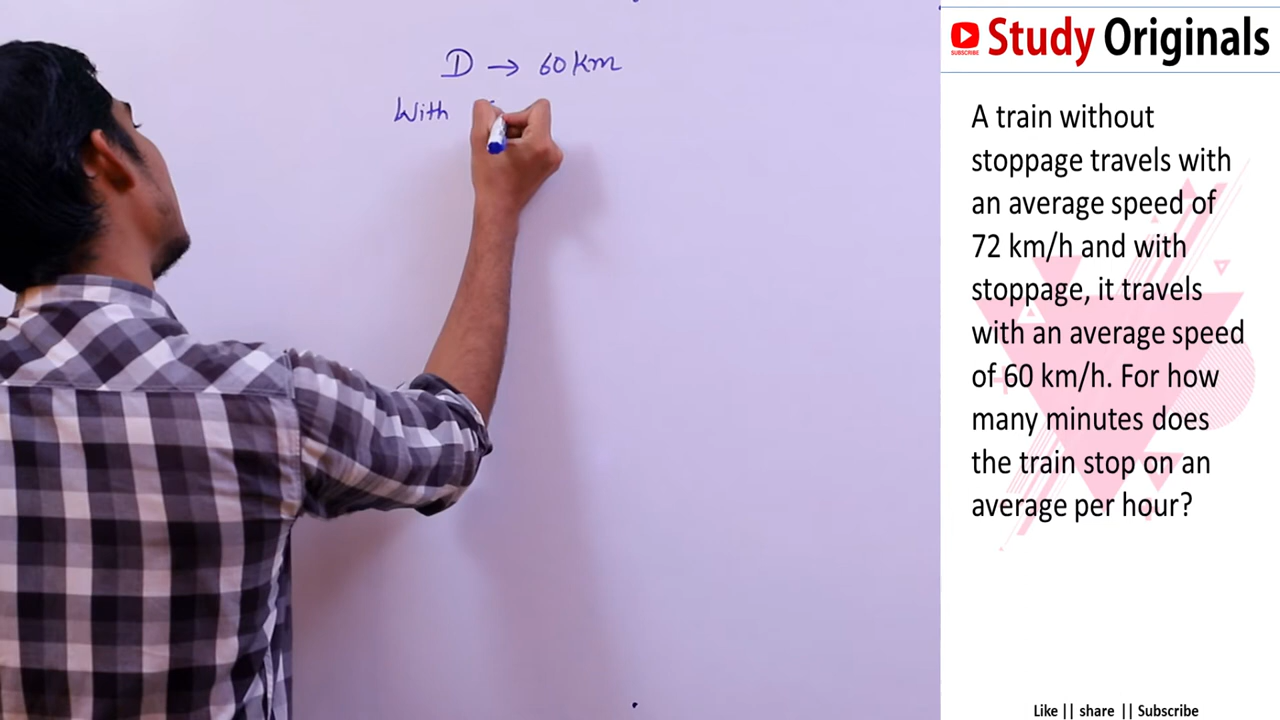 D → 60 km
With
SUBSCRIBE
Study Originals
A train without
stoppage travels with
an average speed of
72 km/h and with
stoppage, it travels
with an average speed
of 60 km/h. For how
many minutes does
the train stop on an
average per hour?
Like || share || Subscribe